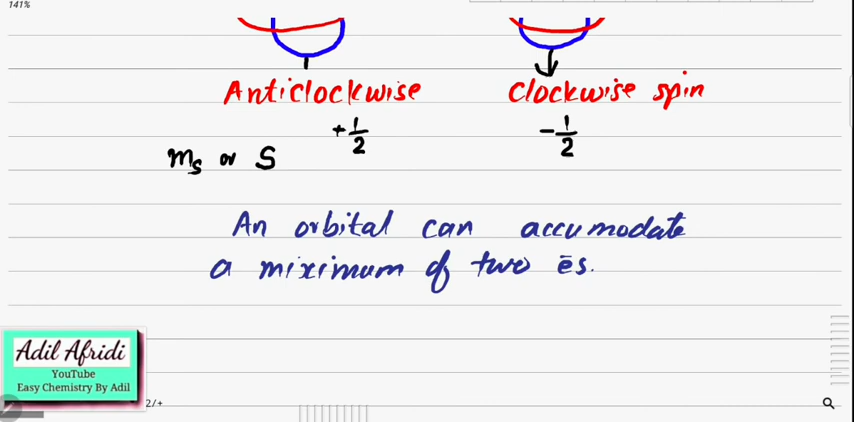 141%
Anticlockwise Clockwise spin
+1/2 -1/2
ms or S
An orbital can accumodate
a miximum of two ēs.
Adil Afridi
YouTube
Easy Chemistry By Adil
2/+